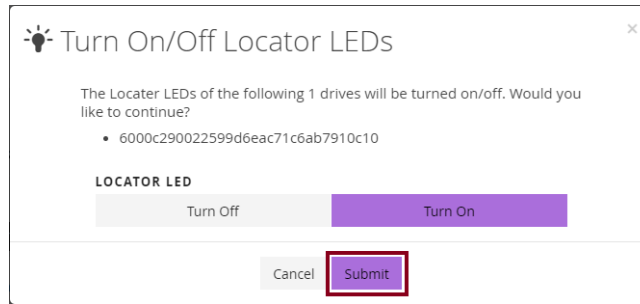 Turn On/Off Locator LEDs
×
The Locater LEDs of the following 1 drives will be turned on/off. Would you
like to continue?
• 6000c290022599d6eac71c6ab7910c10
LOCATOR LED
Turn Off Turn On
Cancel Submit